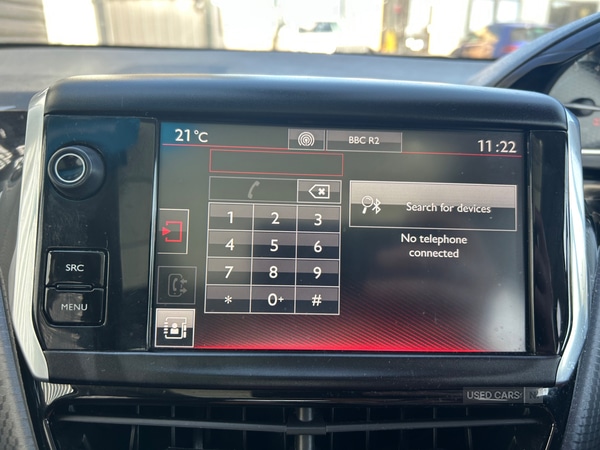 21°C
BBC R2
11:22
Search for devices
No telephone
connected
1 2 3
4 5 6
7 8 9
* 0+ #
SRC
MENU
USED CARS